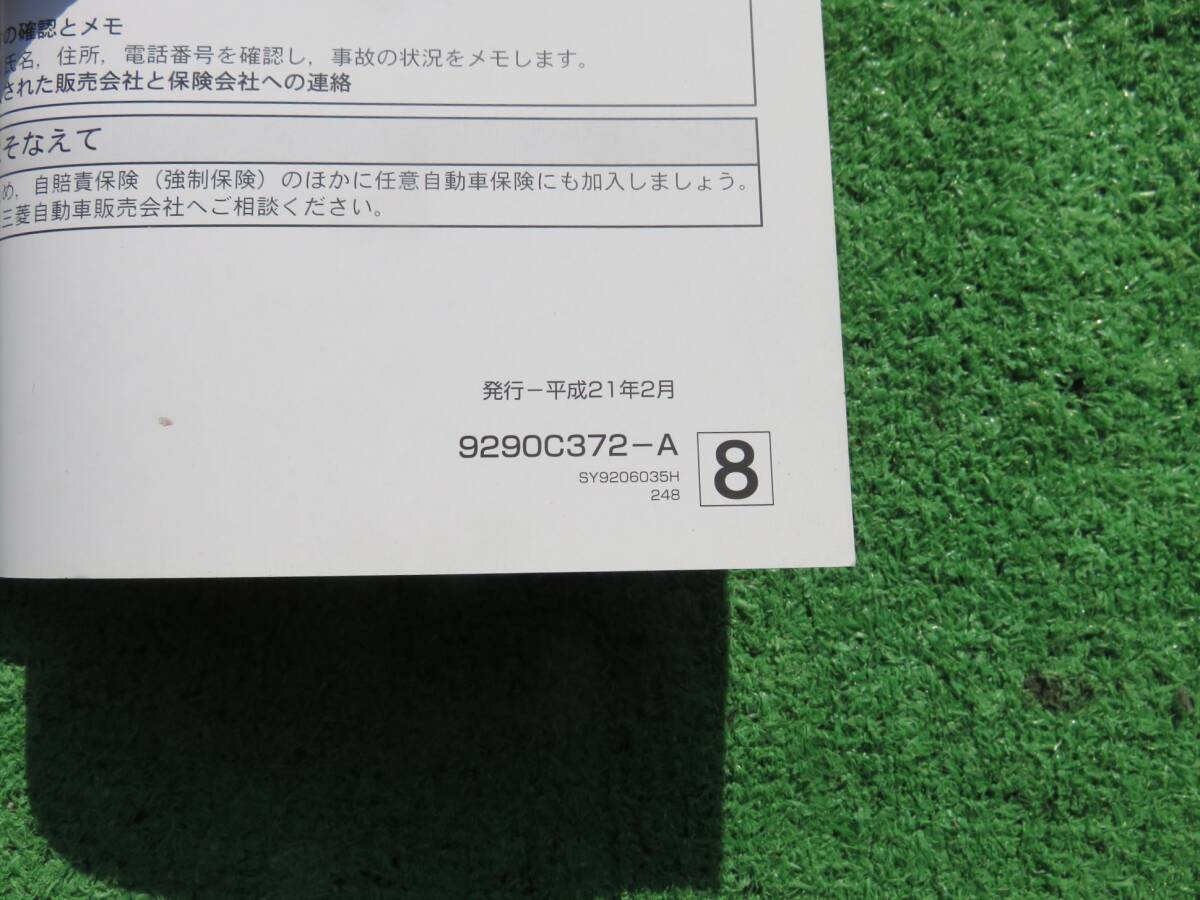 の確認とメモ
氏名，住所，電話番号を確認し，事故の状況をメモします。
された販売会社と保険会社への連絡
そなえて
め，自賠責保険（強制保険）のほかに任意自動車保険にも加入しましょう。
三菱自動車販売会社へご相談ください。
発行－平成21年2月
9290C372－A
8
SY9206035H
248